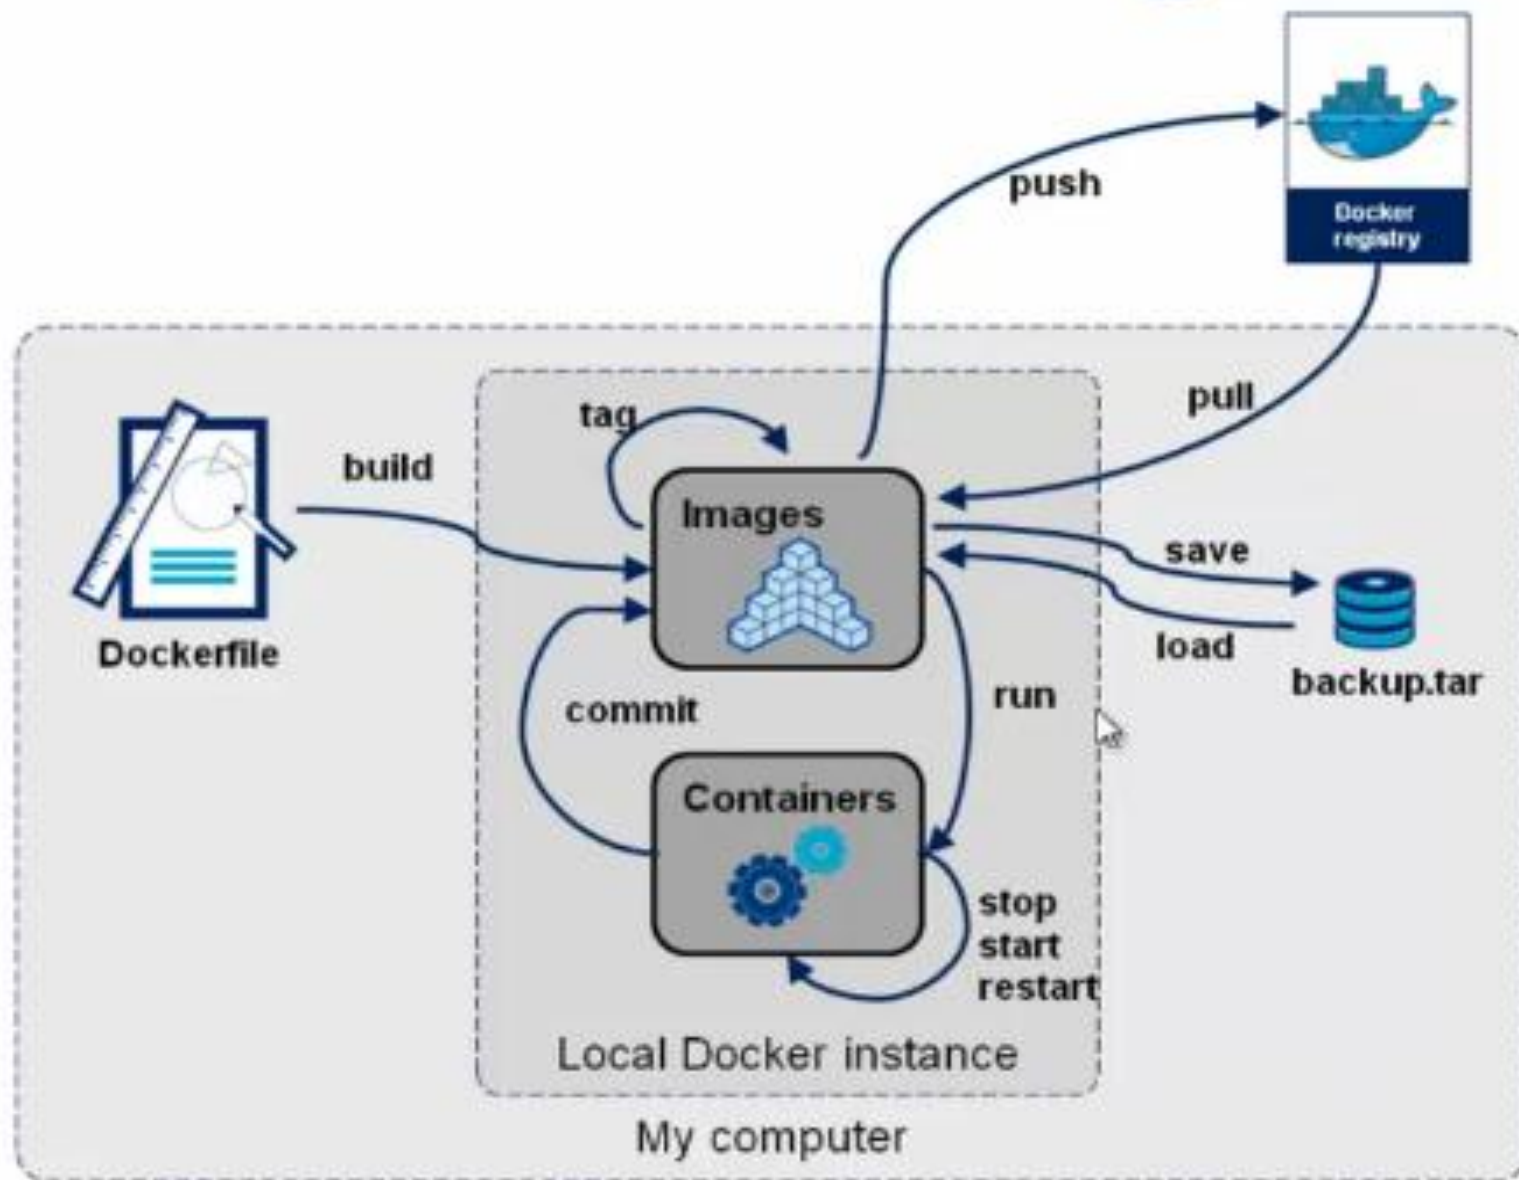 push
Docker
registry
pull
tag
build
Images
save
Dockerfile
load
backup.tar
commit
run
Containers
stop
start
restart
Local Docker instance
My computer